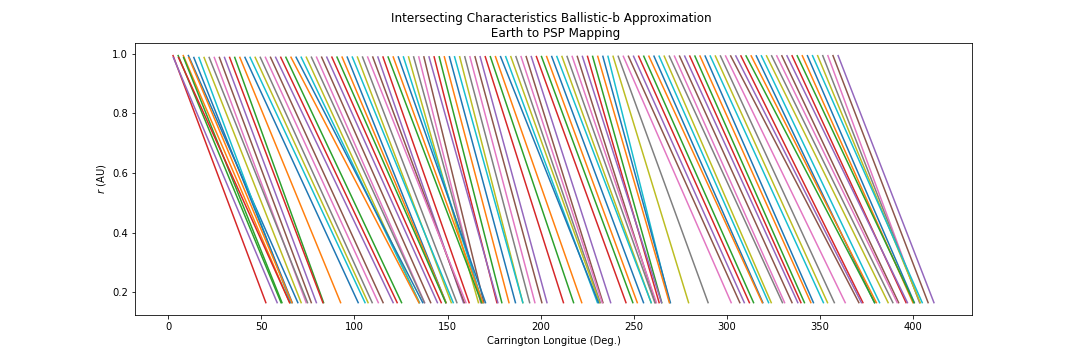 Intersecting Characteristics Ballistic-b Approximation
Earth to PSP Mapping
1.0
0.8
0.6
0.4
0.2
r (AU)
0 50 100 150 200 250 300 350 400
Carrington Longitue (Deg.)